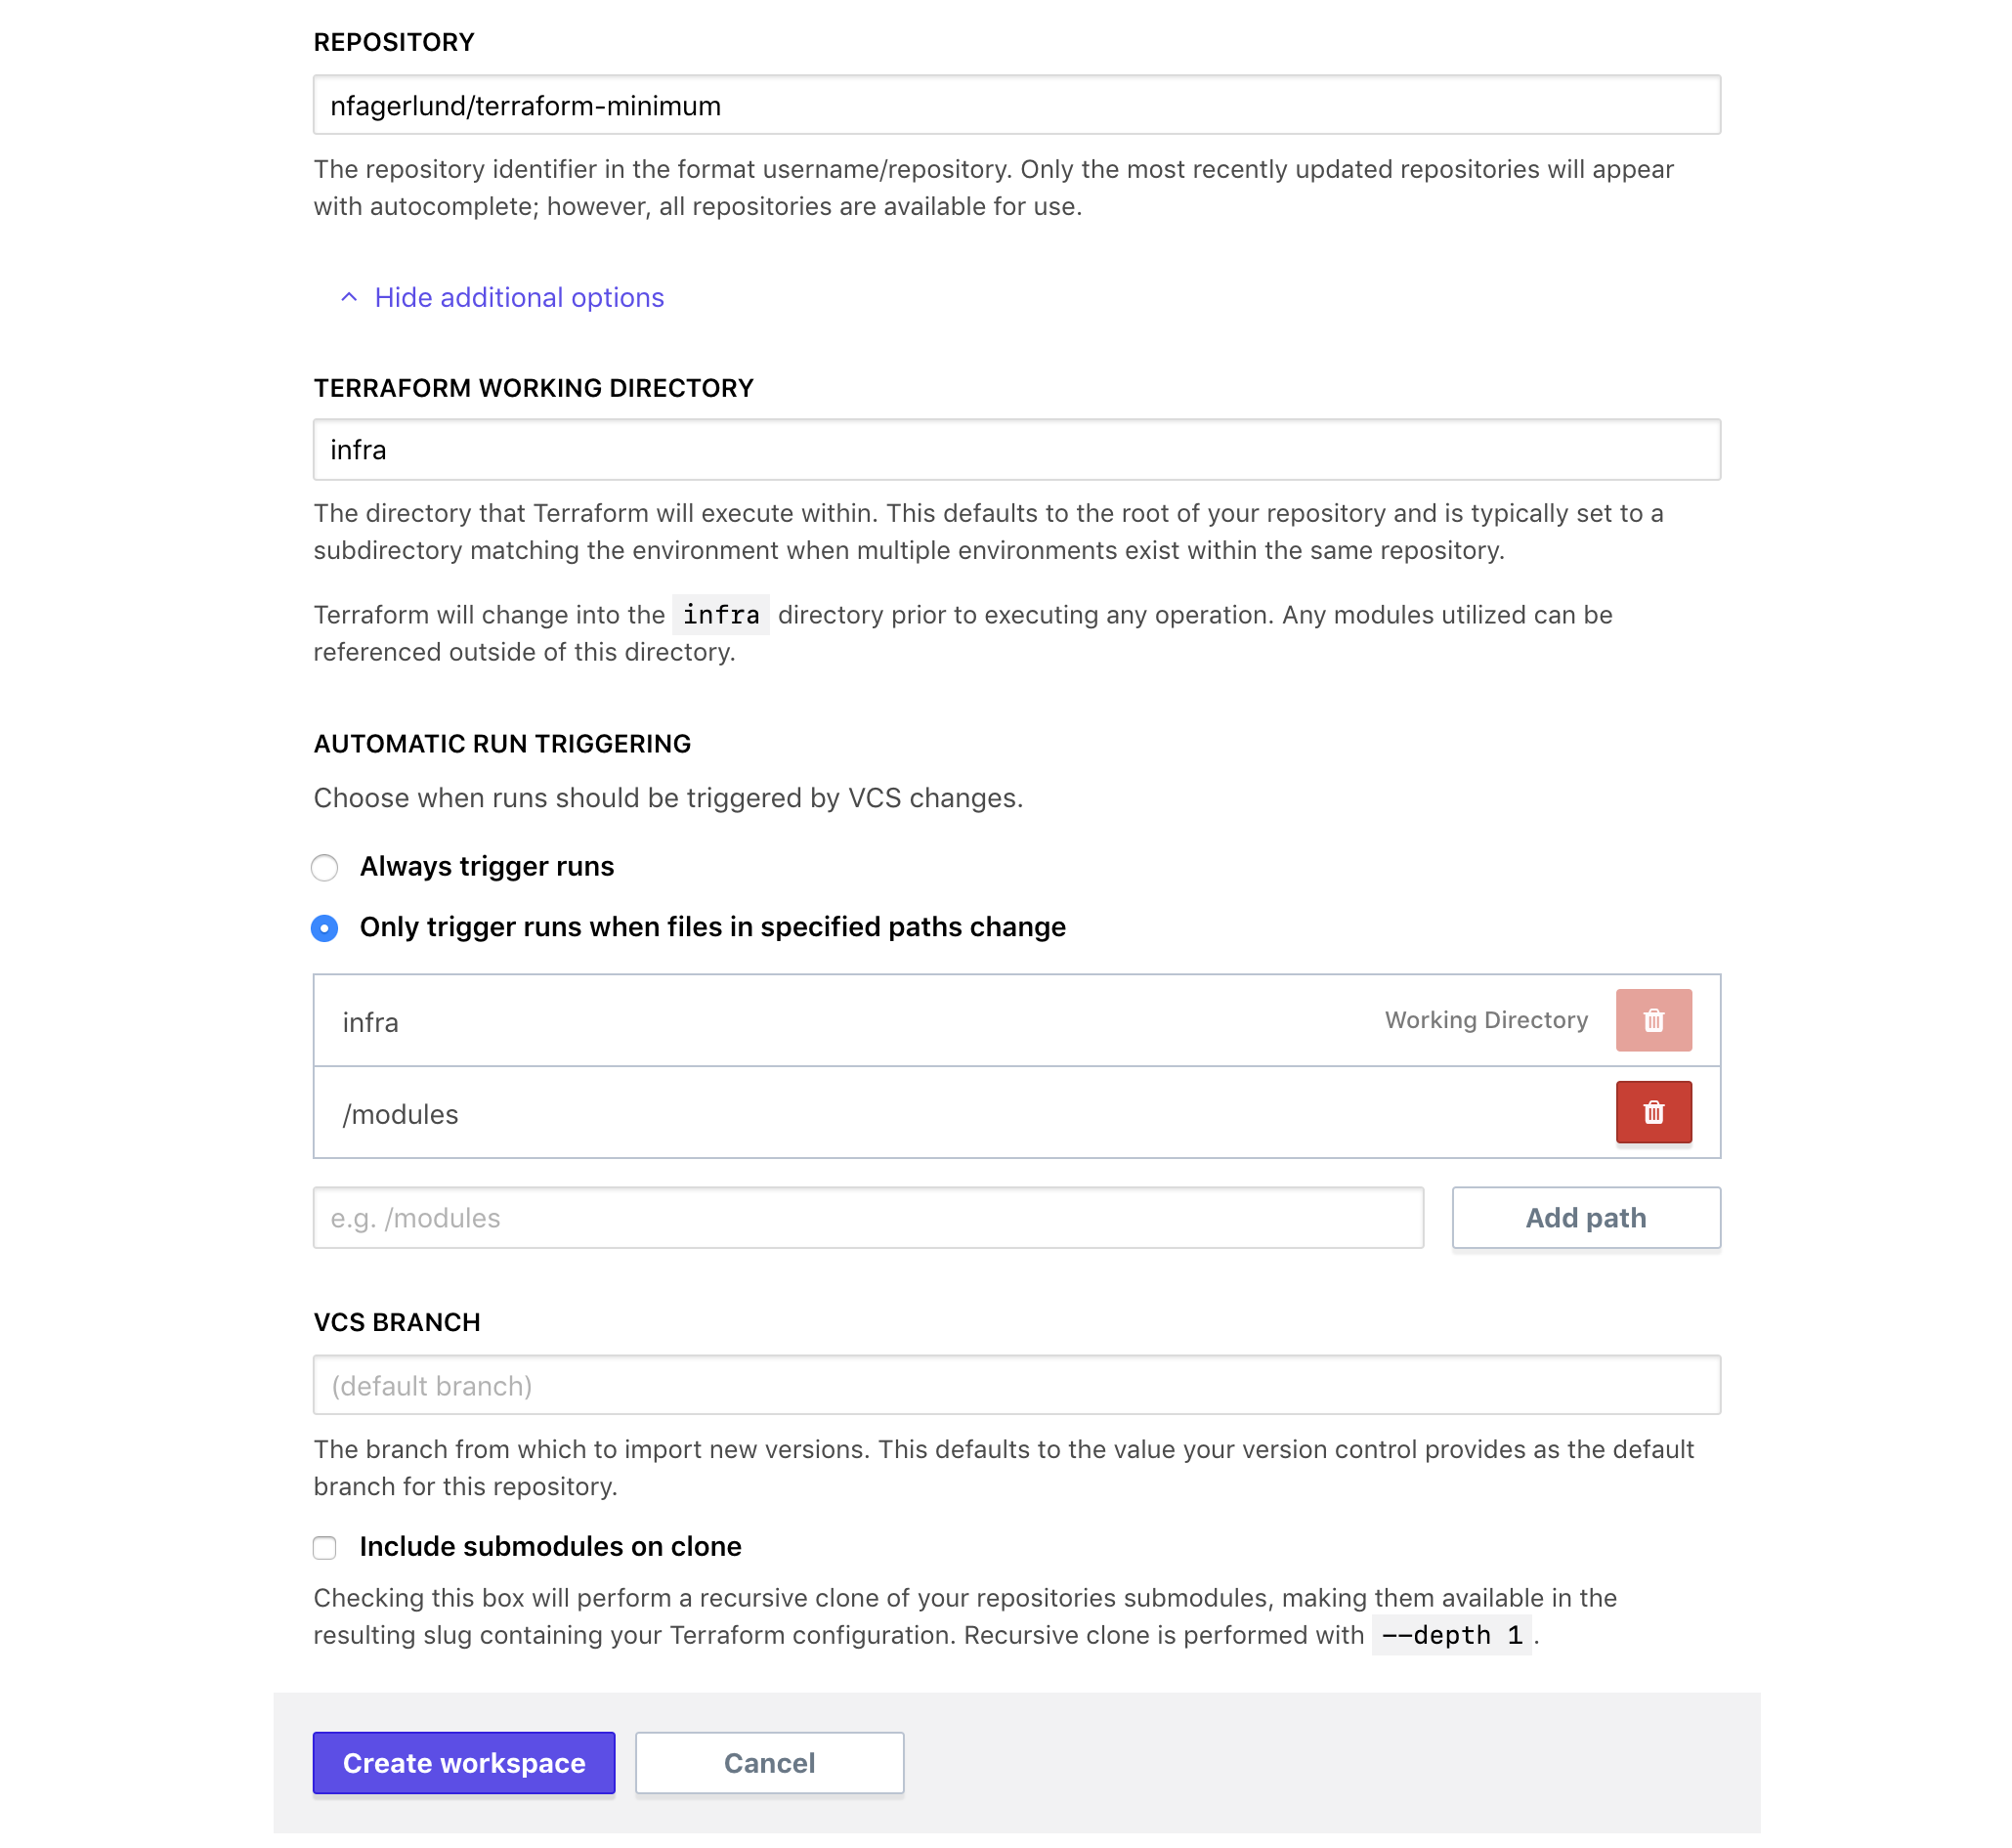 REPOSITORY
nfagerlund/terraform-minimum
The repository identifier in the format username/repository. Only the most recently updated repositories will appear
with autocomplete; however, all repositories are available for use.
Hide additional options
TERRAFORM WORKING DIRECTORY
infra
The directory that Terraform will execute within. This defaults to the root of your repository and is typically set to a
subdirectory matching the environment when multiple environments exist within the same repository.
Terraform will change into the infra directory prior to executing any operation. Any modules utilized can be
referenced outside of this directory.
AUTOMATIC RUN TRIGGERING
Choose when runs should be triggered by VCS changes.
Always trigger runs
Only trigger runs when files in specified paths change
infra Working Directory
/modules
e.g. /modules Add path
VCS BRANCH
(default branch)
The branch from which to import new versions. This defaults to the value your version control provides as the default
branch for this repository.
Include submodules on clone
Checking this box will perform a recursive clone of your repositories submodules, making them available in the
resulting slug containing your Terraform configuration. Recursive clone is performed with --depth 1 .
Create workspace Cancel